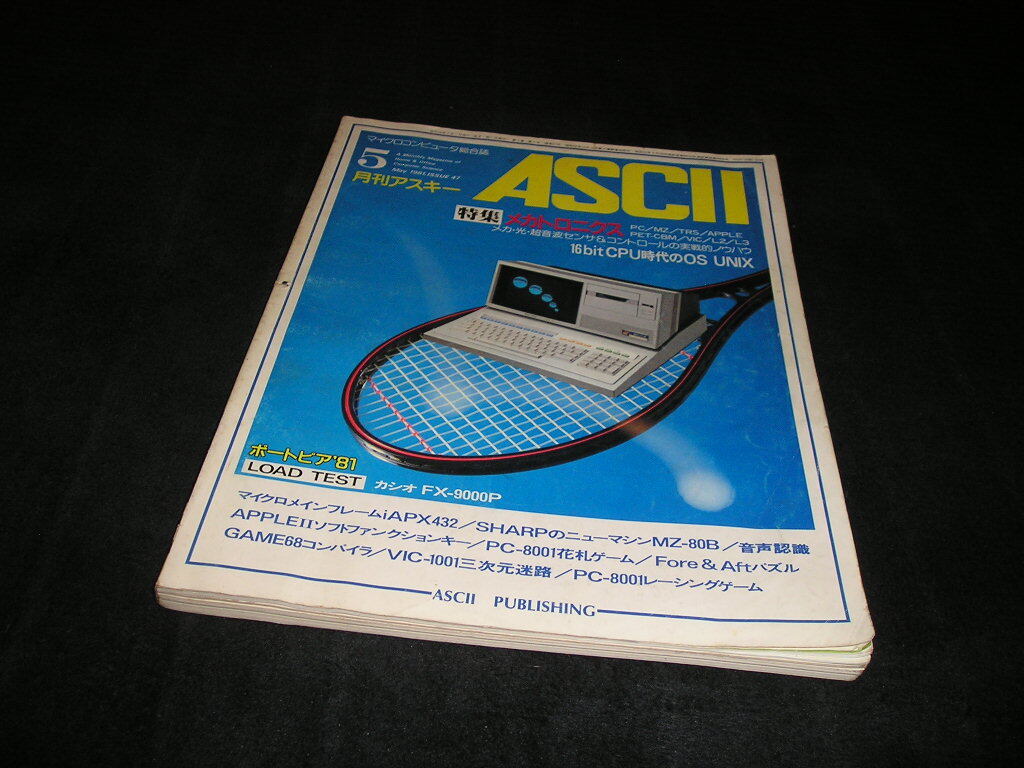 マイクロコンピュータ総合誌
5
A Monthly Magazine of
Home & Office
Computer Science
May 1981, ISSUE 47
月刊アスキー
ASCII
特集 メカトロニクス
PC/MZ/TRS/APPLE
PET-CBM/VIC/L2/L3
メカ・光・超音波センサ&コントロールの実戦的ノウハウ
16bit CPU時代のOS UNIX
ポートピア'81
LOAD TEST カシオ FX-9000P
マイクロメインフレームiAPX432/SHARPのニューマシンMZ-80B/音声認識
APPLEIIソフトファンクションキー/PC-8001花札ゲーム/Fore & Aftパズル
GAME68コンパイラ/VIC-1001三次元迷路/PC-8001レーシングゲーム
ASCII PUBLISHING